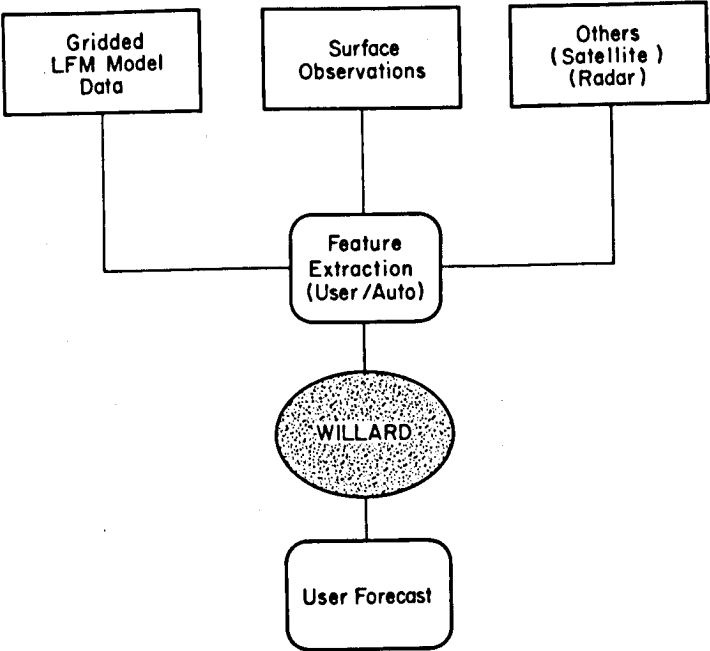 Gridded
LFM Model
Data
Surface
Observations
Others
(Satellite)
(Radar)
Feature
Extraction
(User/Auto)
WILLARD
User Forecast